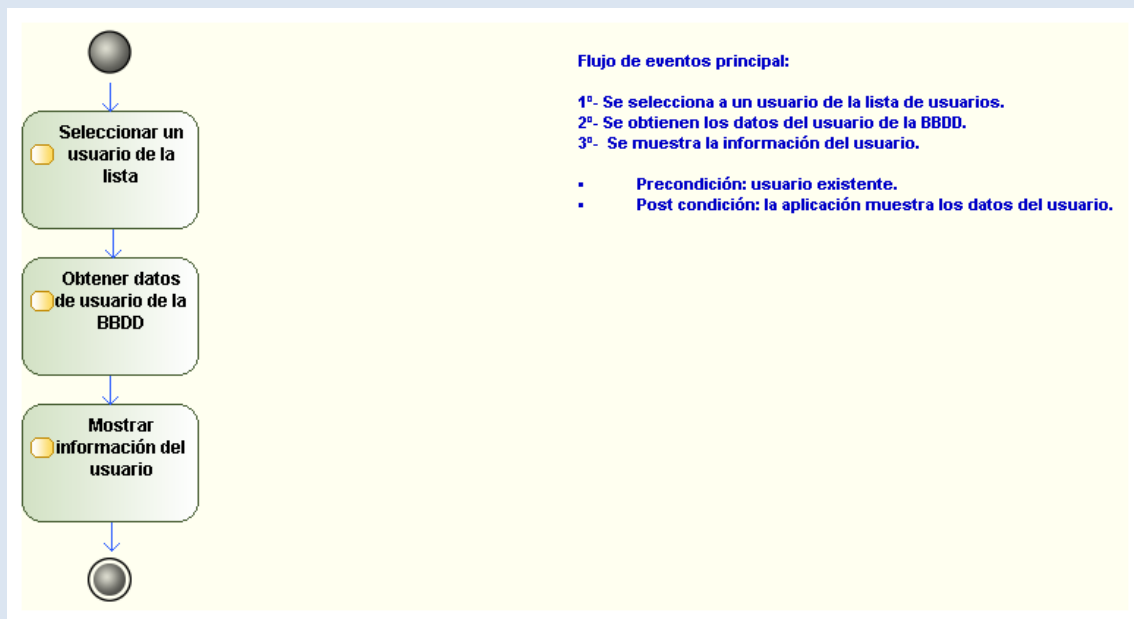 Seleccionar un
usuario de la
lista
Obtener datos
de usuario de la
BBDD
Mostrar
información del
usuario
Flujo de eventos principal:
1º- Se selecciona a un usuario de la lista de usuarios.
2º- Se obtienen los datos del usuario de la BBDD.
3º- Se muestra la información del usuario.
▪ Precondición: usuario existente.
▪ Post condición: la aplicación muestra los datos del usuario.